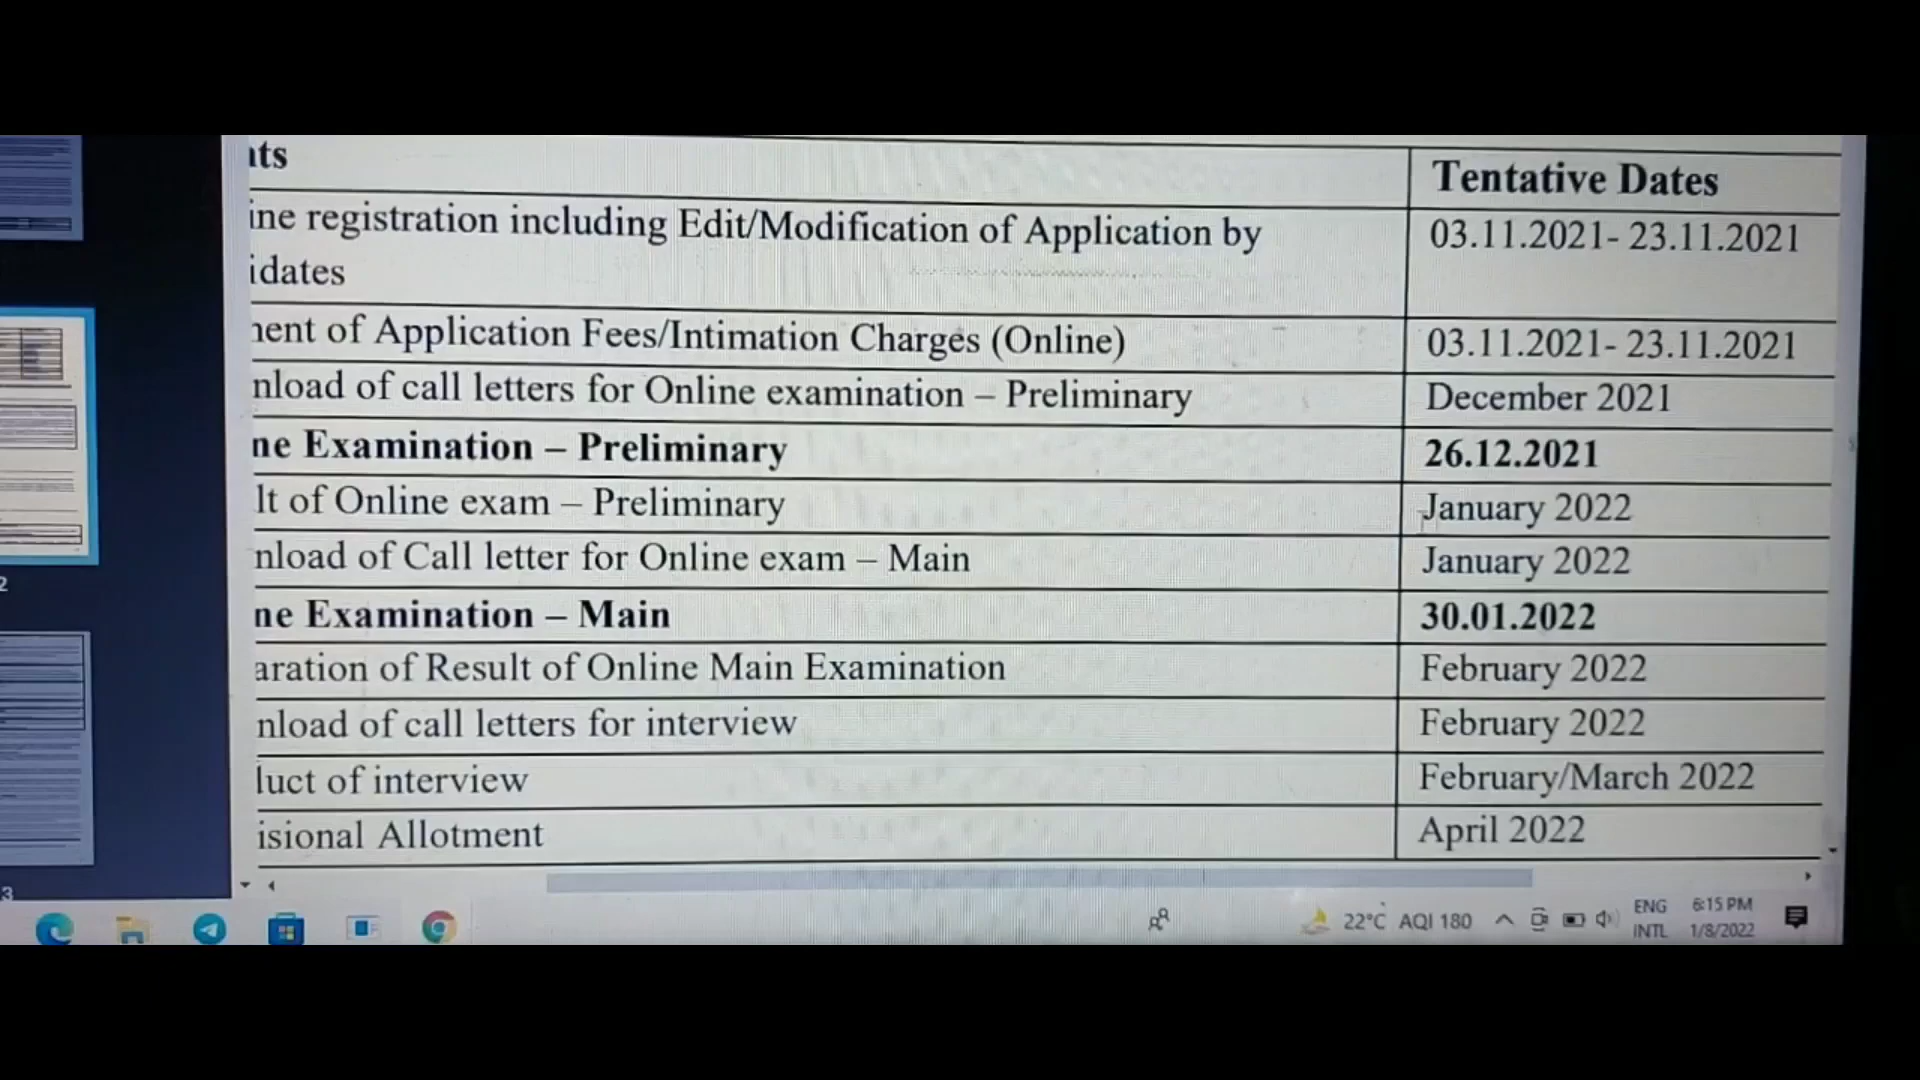 nts
Tentative Dates
ine registration including Edit/Modification of Application by
idates
03.11.2021- 23.11.2021
nent of Application Fees/Intimation Charges (Online)
03.11.2021- 23.11.2021
nload of call letters for Online examination – Preliminary
December 2021
ne Examination – Preliminary
26.12.2021
lt of Online exam – Preliminary
January 2022
nload of Call letter for Online exam – Main
January 2022
ne Examination – Main
30.01.2022
aration of Result of Online Main Examination
February 2022
nload of call letters for interview
February 2022
luct of interview
February/March 2022
isional Allotment
April 2022
2
3
22°C AQI 180
ENG
INTL
6:15 PM
1/8/2022